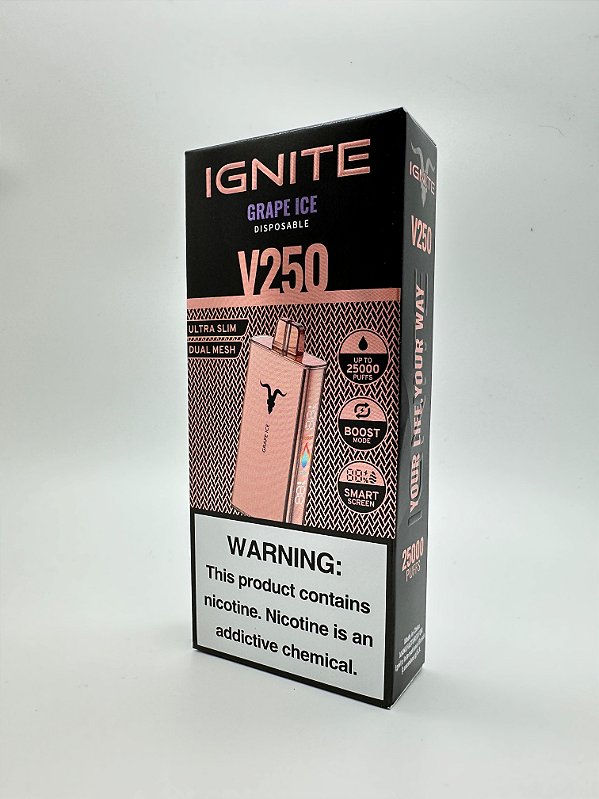 IGNITE
GRAPE ICE
DISPOSABLE
V250
ULTRA SLIM
DUAL MESH
UP TO
25000
PUFFS
BOOST
MODE
88%
SMART
SCREEN
GRAPE ICE
WARNING:
This product contains
nicotine. Nicotine is an
addictive chemical.
IGNITE
V250
YOUR LIFE, YOUR WAY
25000
PUFFS